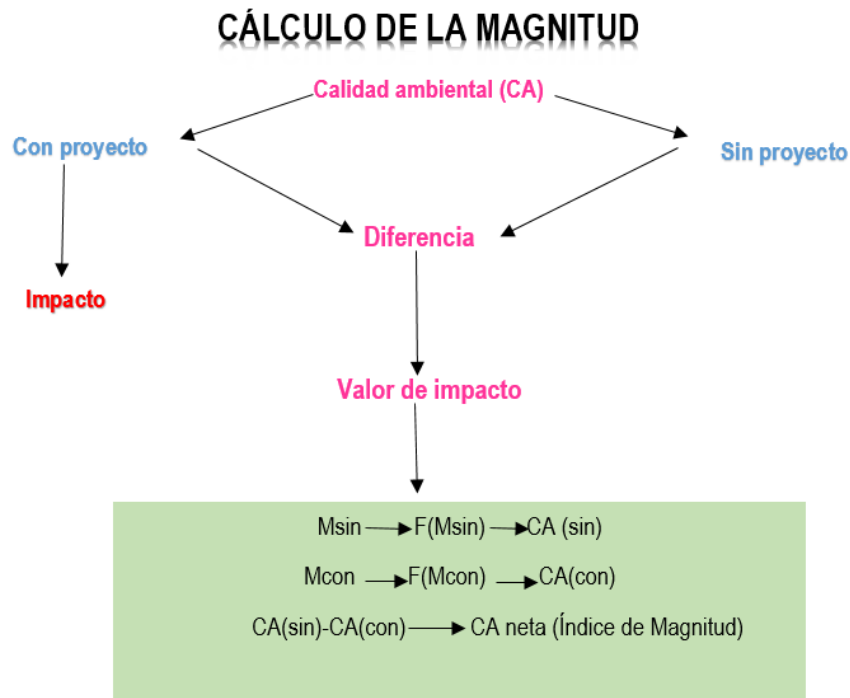 CÁLCULO DE LA MAGNITUD
Calidad ambiental (CA)
Con proyecto
Sin proyecto
Diferencia
Impacto
Valor de impacto
Msin F(Msin) CA (sin)
Mcon F(Mcon) CA(con)
CA(sin)-CA(con) CA neta (Índice de Magnitud)